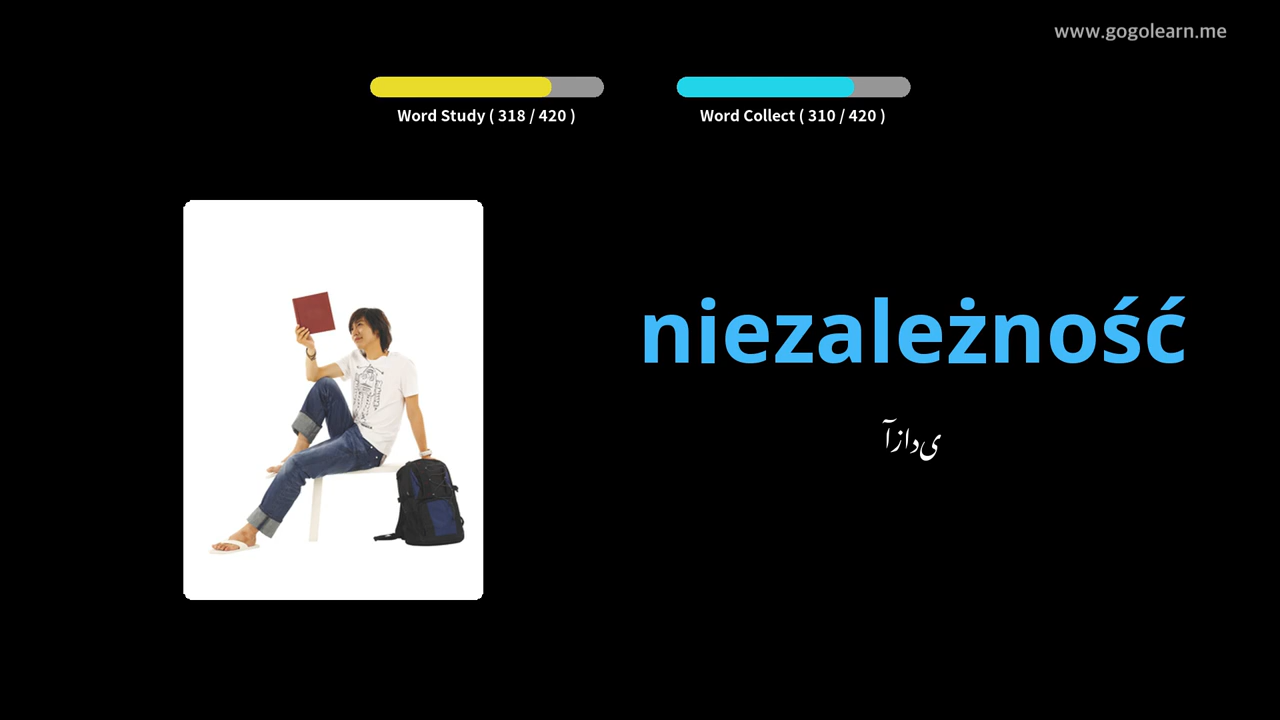 www.gogolearn.me
Word Study ( 318 / 420 )
Word Collect ( 310 / 420 )
niezależność
آزادی